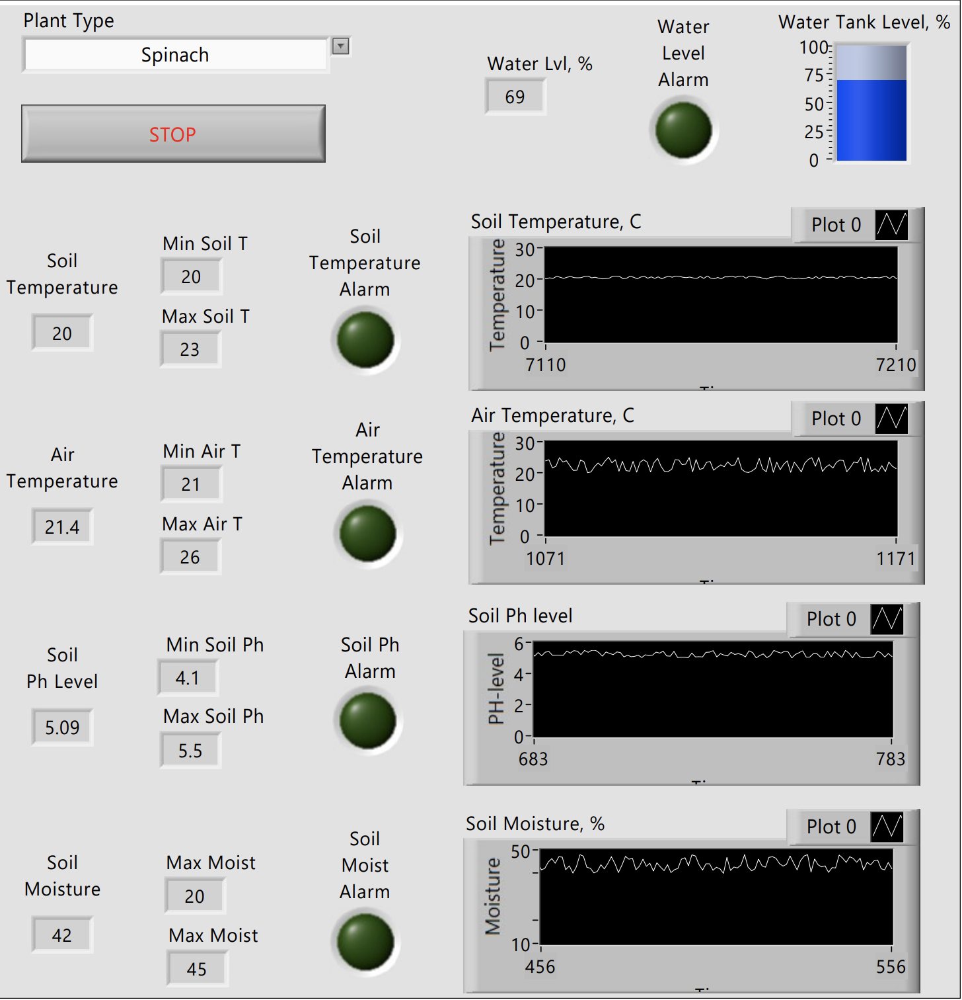 Plant Type
Spinach
STOP
Water Lvl, %
69
Water
Level
Alarm
Water Tank Level, %
100
75
50
25
0
Soil
Temperature
20
Min Soil T
20
Max Soil T
23
Soil
Temperature
Alarm
Soil Temperature, C
Plot 0
Temperature
30
20
10
0
7110
7210
Air
Temperature
21.4
Min Air T
21
Max Air T
26
Air
Temperature
Alarm
Air Temperature, C
Plot 0
Temperature
30
20
10
0
1071
1171
Soil
Ph Level
5.09
Min Soil Ph
4.1
Max Soil Ph
5.5
Soil Ph
Alarm
Soil Ph level
Plot 0
PH-level
6
4
2
0
683
783
Soil
Moisture
42
Max Moist
20
Max Moist
45
Soil
Moist
Alarm
Soil Moisture, %
Plot 0
Moisture
50
10
456
556